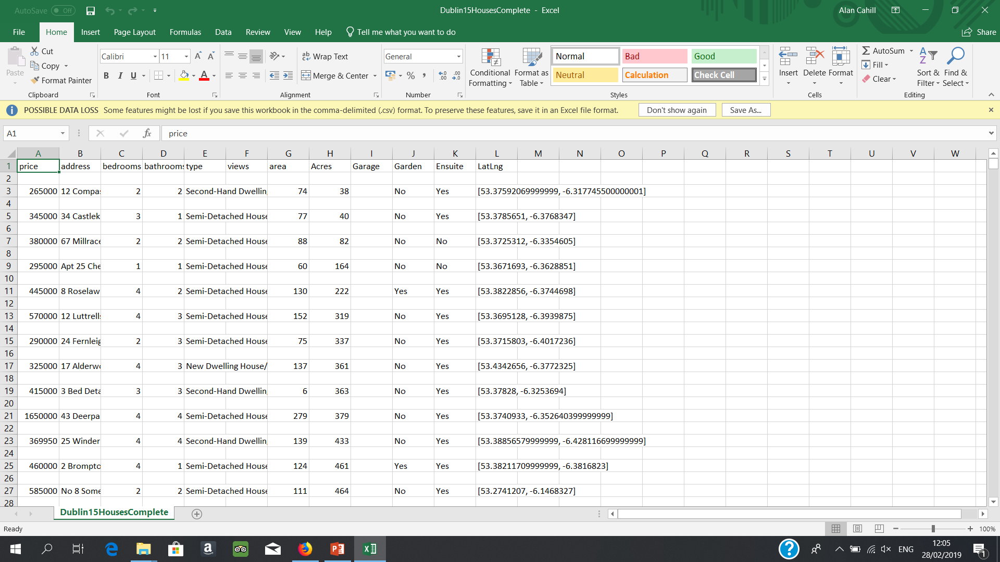 AutoSave Off
Dublin15HousesComplete - Excel
Alan Cahill
File Home Insert Page Layout Formulas Data Review View Help Tell me what you want to do
Share
Paste
Cut
Copy
Format Painter
Clipboard
Calibri 11
B I U
Font
Wrap Text
Merge & Center
Alignment
General
Number
Conditional Formatting
Format as Table
Normal Bad Good
Neutral Calculation Check Cell
Styles
Insert Delete Format
Cells
AutoSum
Fill
Clear
Sort & Filter
Find & Select
Editing
POSSIBLE DATA LOSS Some features might be lost if you save this workbook in the comma-delimited (.csv) format. To preserve these features, save it in an Excel file format. Don't show again Save As...
A1 fx price
A B C D E F G H I J K L M N O P Q R S T U V W
1 price address bedrooms bathrooms type views area Acres Garage Garden Ensuite LatLng
2
3 265000 12 Compas 2 2 Second-Hand Dwellin 74 38 No Yes [53.37592069999999, -6.317745500000001]
4
5 345000 34 Castlek 3 1 Semi-Detached House 77 40 No Yes [53.3785651, -6.3768347]
6
7 380000 67 Millrace 2 2 Semi-Detached House 88 82 No No [53.3725312, -6.3354605]
8
9 295000 Apt 25 Che 1 1 Semi-Detached House 60 164 No No [53.3671693, -6.3628851]
10
11 445000 8 Roselaw 4 2 Semi-Detached House 130 222 Yes Yes [53.3822856, -6.3744698]
12
13 570000 12 Luttrells 4 3 Semi-Detached House 152 319 No Yes [53.3695128, -6.3939875]
14
15 290000 24 Fernleig 2 3 Semi-Detached House 75 337 No Yes [53.3715803, -6.4017236]
16
17 325000 17 Alderwo 4 3 New Dwelling House/ 137 361 No Yes [53.4342656, -6.3772325]
18
19 415000 3 Bed Deta 3 3 Second-Hand Dwellin 6 363 No Yes [53.37828, -6.3253694]
20
21 1650000 43 Deerpa 4 4 Semi-Detached House 279 379 No Yes [53.3740933, -6.352640399999999]
22
23 369950 25 Winder 4 4 Second-Hand Dwellin 139 433 No Yes [53.38856579999999, -6.428116699999999]
24
25 460000 2 Brompto 4 1 Semi-Detached House 124 461 Yes Yes [53.38211709999999, -6.3816823]
26
27 585000 No 8 Some 2 2 Semi-Detached House 111 464 No Yes [53.2741207, -6.1468327]
28
Dublin15HousesComplete
Ready
100%
ENG
12:05
28/02/2019
1